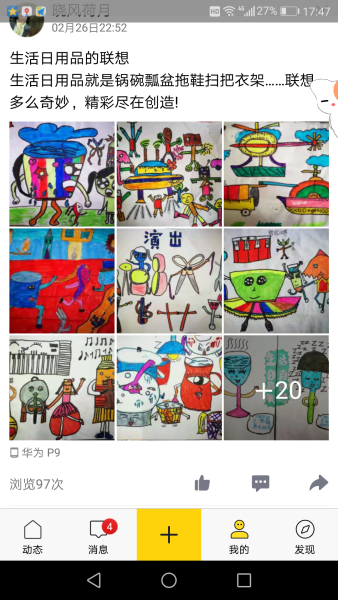 HD 4G 27% 17:47
晓风荷月
02月26日22:52
生活日用品的联想
生活日用品就是锅碗瓢盆拖鞋扫把衣架......联想
多么奇妙，精彩尽在创造!
演出
+20
华为 P9
浏览97次
4
动态
消息
+
我的
发现